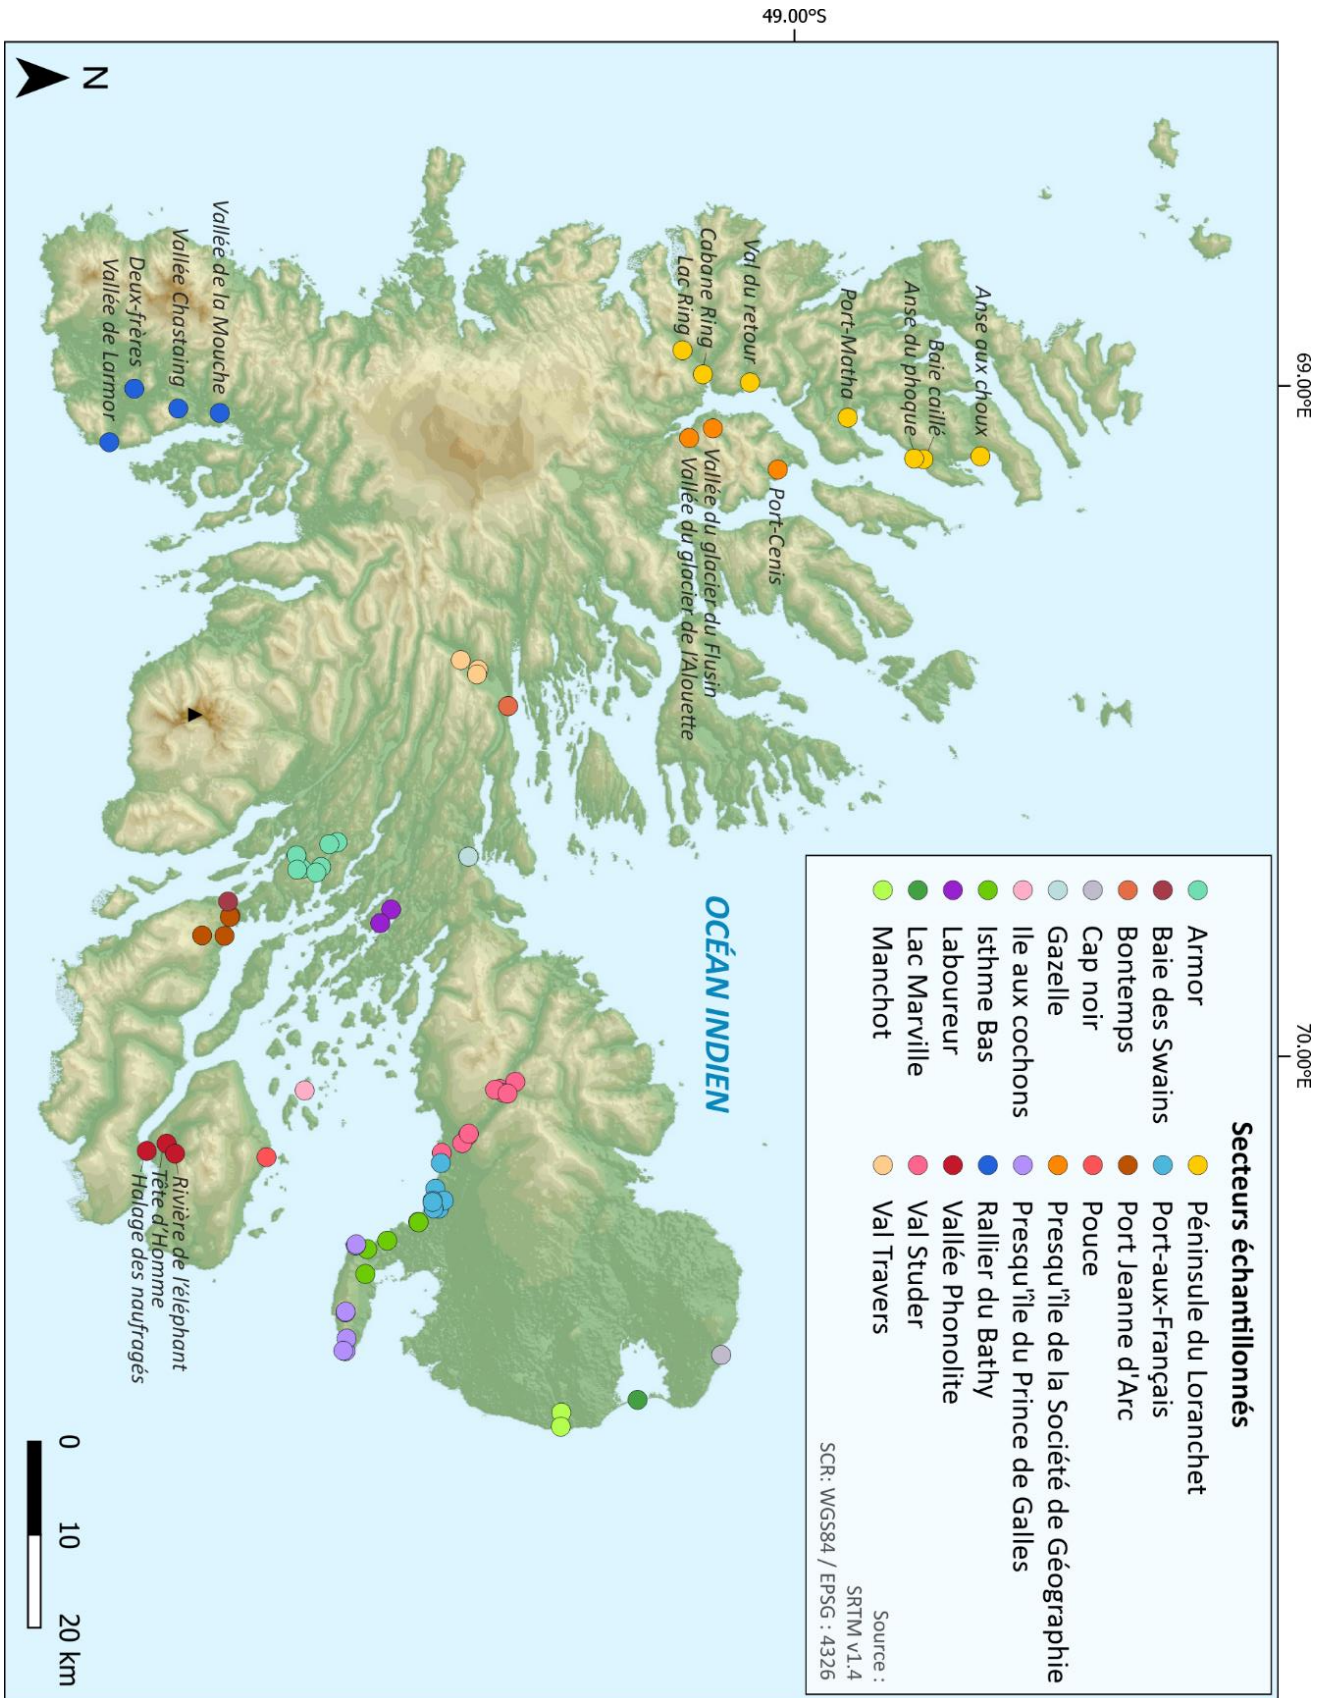 69.00°E
70.00°E
49.00°S
Secteurs échantillonnés
Armor
Baie des Swains
Bontemps
Cap noir
Gazelle
Ile aux cochons
Isthme Bas
Laboureur
Lac Marville
Manchot
Péninsule du Loranchet
Port-aux-Français
Port Jeanne d'Arc
Pouce
Presqu'île de la Société de Géographie
Presqu'île du Prince de Galles
Rallier du Bathy
Vallée Phonolite
Val Studer
Val Travers
Source :
SRTM v1.4
SCR: WGS84 / EPSG : 4326
Anse aux choux
Baie caillé
Anse du phoque
Port-Matha
Val du retour
Cabane Ring
Lac Ring
Port-Cenis
Vallée du glacier du Flusin
Vallée du glacier de l'Alouette
OCÉAN INDIEN
Vallée de la Mouche
Vallée Chastaing
Deux-frères
Vallée de Larmor
Rivière de l'éléphant
Tête d'Homme
Halage des naufragés
N
0 10 20 km